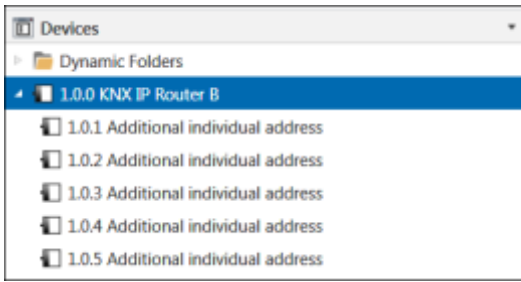 Devices
Dynamic Folders
1.0.0 KNX IP Router B
1.0.1 Additional individual address
1.0.2 Additional individual address
1.0.3 Additional individual address
1.0.4 Additional individual address
1.0.5 Additional individual address